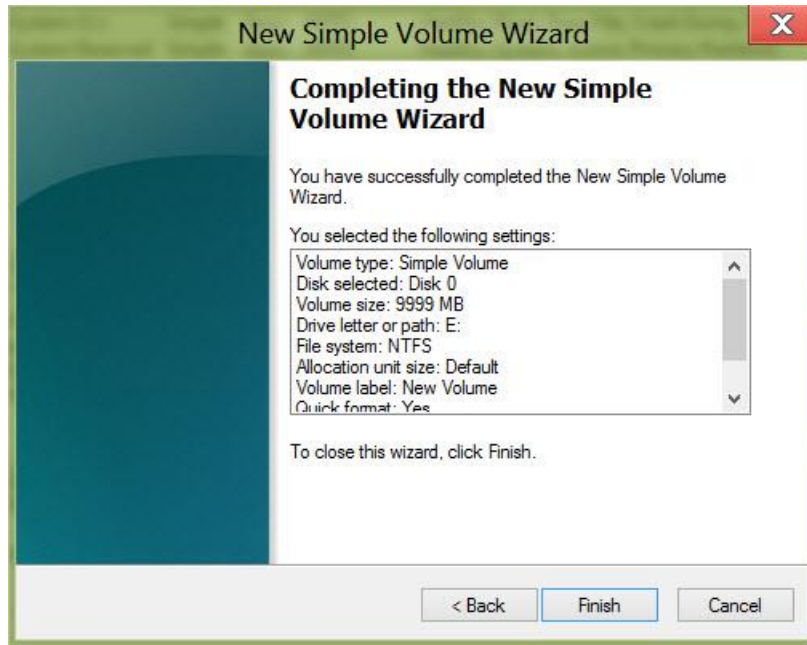 New Simple Volume Wizard
Completing the New Simple
Volume Wizard
You have successfully completed the New Simple Volume
Wizard.
You selected the following settings:
Volume type: Simple Volume
Disk selected: Disk 0
Volume size: 9999 MB
Drive letter or path: E:
File system: NTFS
Allocation unit size: Default
Volume label: New Volume
Quick format: Yes
To close this wizard, click Finish.
< Back
Finish
Cancel